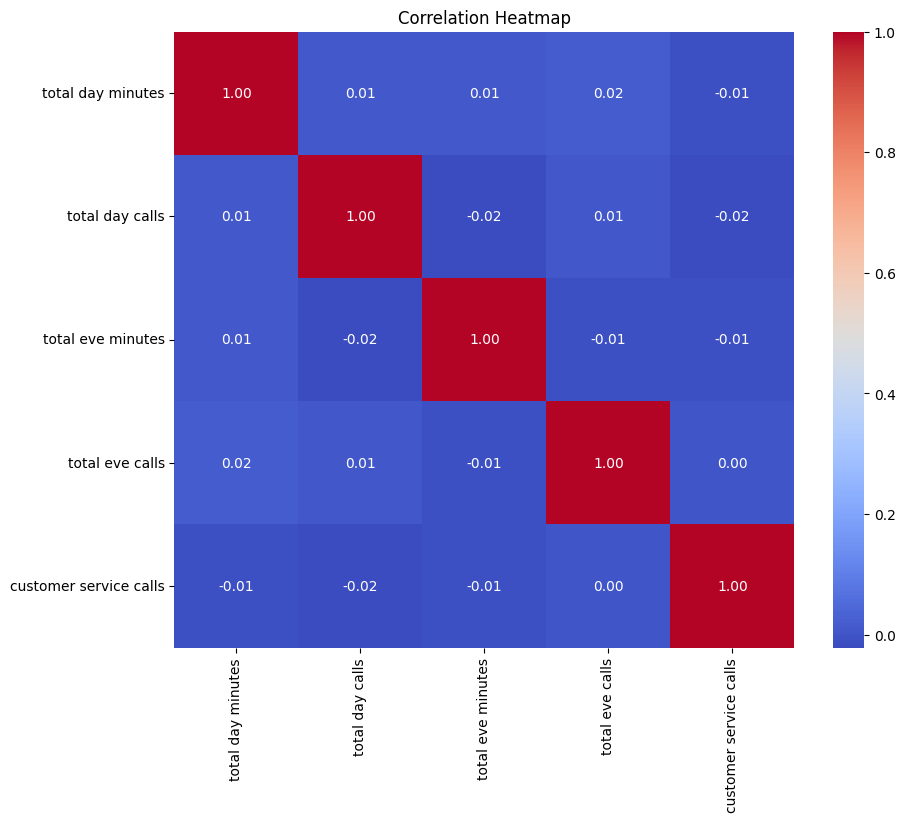 Correlation Heatmap
total day minutes
1.00 0.01 0.01 0.02 -0.01
total day calls
0.01 1.00 -0.02 0.01 -0.02
total eve minutes
0.01 -0.02 1.00 -0.01 -0.01
total eve calls
0.02 0.01 -0.01 1.00 0.00
customer service calls
-0.01 -0.02 -0.01 0.00 1.00
total day minutes
total day calls
total eve minutes
total eve calls
customer service calls
1.0
0.8
0.6
0.4
0.2
0.0